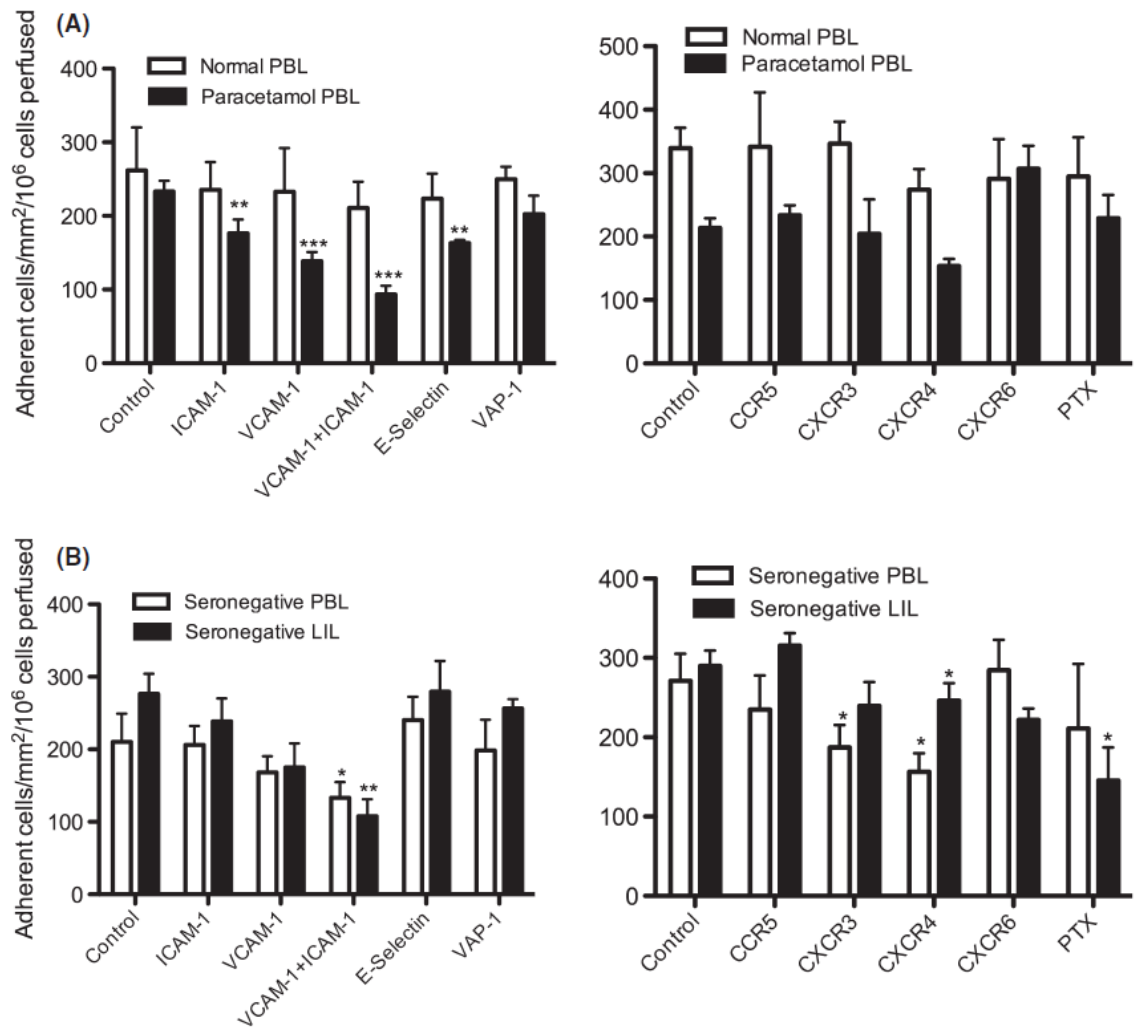 (A)
Adherent cells/mm²/10⁶ cells perfused
Normal PBL
Paracetamol PBL
400
300
200
100
0
**
***
***
**
Control
ICAM-1
VCAM-1
VCAM-1+ICAM-1
E-Selectin
VAP-1
Normal PBL
Paracetamol PBL
500
400
300
200
100
0
Control
CCR5
CXCR3
CXCR4
CXCR6
PTX
(B)
Adherent cells/mm²/10⁶ cells perfused
Seronegative PBL
Seronegative LIL
400
300
200
100
0
*
**
Control
ICAM-1
VCAM-1
VCAM-1+ICAM-1
E-Selectin
VAP-1
Seronegative PBL
Seronegative LIL
400
300
200
100
0
*
*
*
*
Control
CCR5
CXCR3
CXCR4
CXCR6
PTX